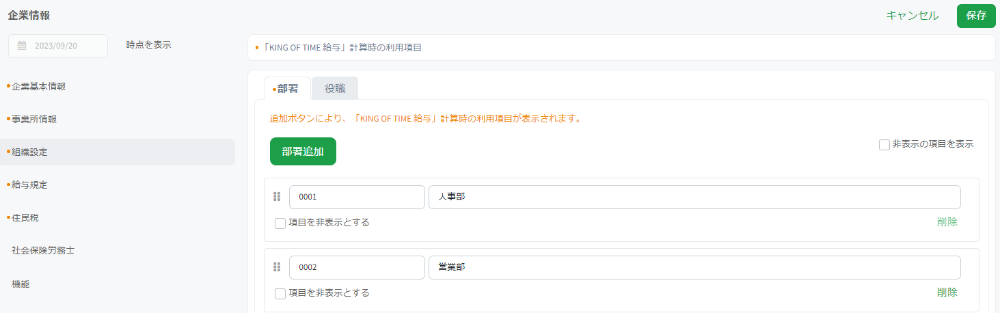 企業情報
キャンセル
保存
2023/09/20
時点を表示
企業基本情報
事業所情報
組織設定
給与規定
住民税
社会保険労務士
機能
「KING OF TIME 給与」計算時の利用項目
部署
役職
追加ボタンにより、「KING OF TIME 給与」計算時の利用項目が表示されます。
部署追加
非表示の項目を表示
0001
人事部
項目を非表示とする
削除
0002
営業部
項目を非表示とする
削除